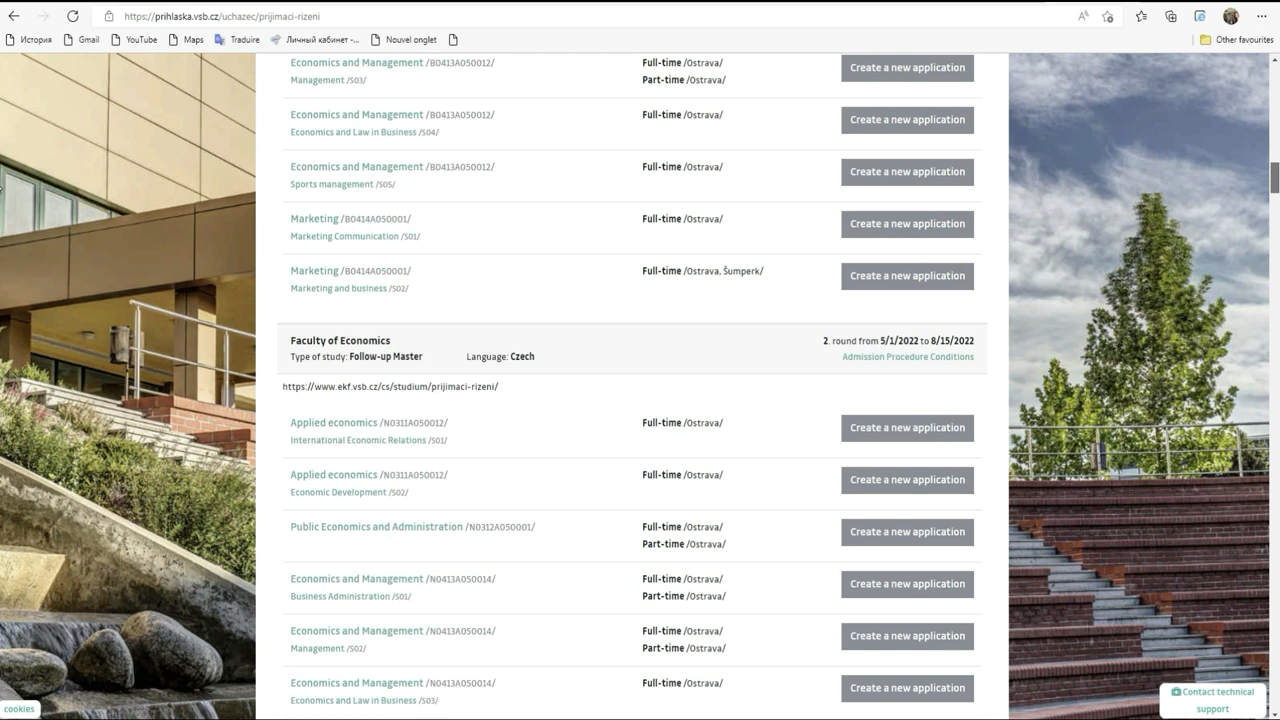 https://prihlaska.vsb.cz/uchazec/prijimaci-rizeni
История Gmail YouTube Maps Traduire Личный кабинет -... Nouvel onglet Other favourites
Economics and Management /B0413A050012/ Full-time /Ostrava/ Create a new application
Management /S03/ Part-time /Ostrava/
Economics and Management /B0413A050012/ Full-time /Ostrava/ Create a new application
Economics and Law in Business /S04/
Economics and Management /B0413A050012/ Full-time /Ostrava/ Create a new application
Sports management /S05/
Marketing /B0414A050001/ Full-time /Ostrava/ Create a new application
Marketing Communication /S01/
Marketing /B0414A050001/ Full-time /Ostrava, Šumperk/ Create a new application
Marketing and business /S02/
Faculty of Economics 2. round from 5/1/2022 to 8/15/2022
Type of study: Follow-up Master Language: Czech Admission Procedure Conditions
https://www.ekf.vsb.cz/cs/studium/prijimaci-rizeni/
Applied economics /N0311A050012/ Full-time /Ostrava/ Create a new application
International Economic Relations /S01/
Applied economics /N0311A050012/ Full-time /Ostrava/ Create a new application
Economic Development /S02/
Public Economics and Administration /N0312A050001/ Full-time /Ostrava/ Create a new application
Part-time /Ostrava/
Economics and Management /N0413A050014/ Full-time /Ostrava/ Create a new application
Business Administration /S01/ Part-time /Ostrava/
Economics and Management /N0413A050014/ Full-time /Ostrava/ Create a new application
Management /S02/ Part-time /Ostrava/
Economics and Management /N0413A050014/ Full-time /Ostrava/ Create a new application
Economics and Law in Business /S03/
cookies
Contact technical
support